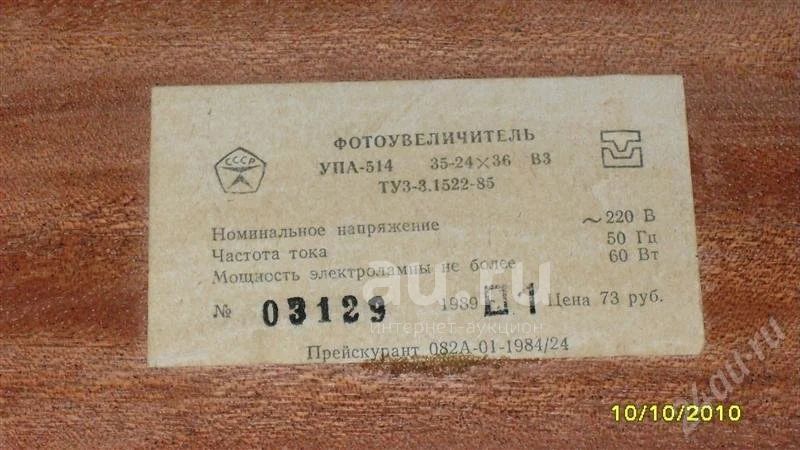 СССР
ФОТОУВЕЛИЧИТЕЛЬ
УПА-514 35-24×36 В3
ТУ3-3.1522-85
Номинальное напряжение ~220 В
Частота тока 50 Гц
Мощность электролампы не более 60 Вт
№ 03129 1989 1 Цена 73 руб.
Прейскурант 082А-01-1984/24
au.ru
интернет-аукцион
10/10/2010
24au.ru